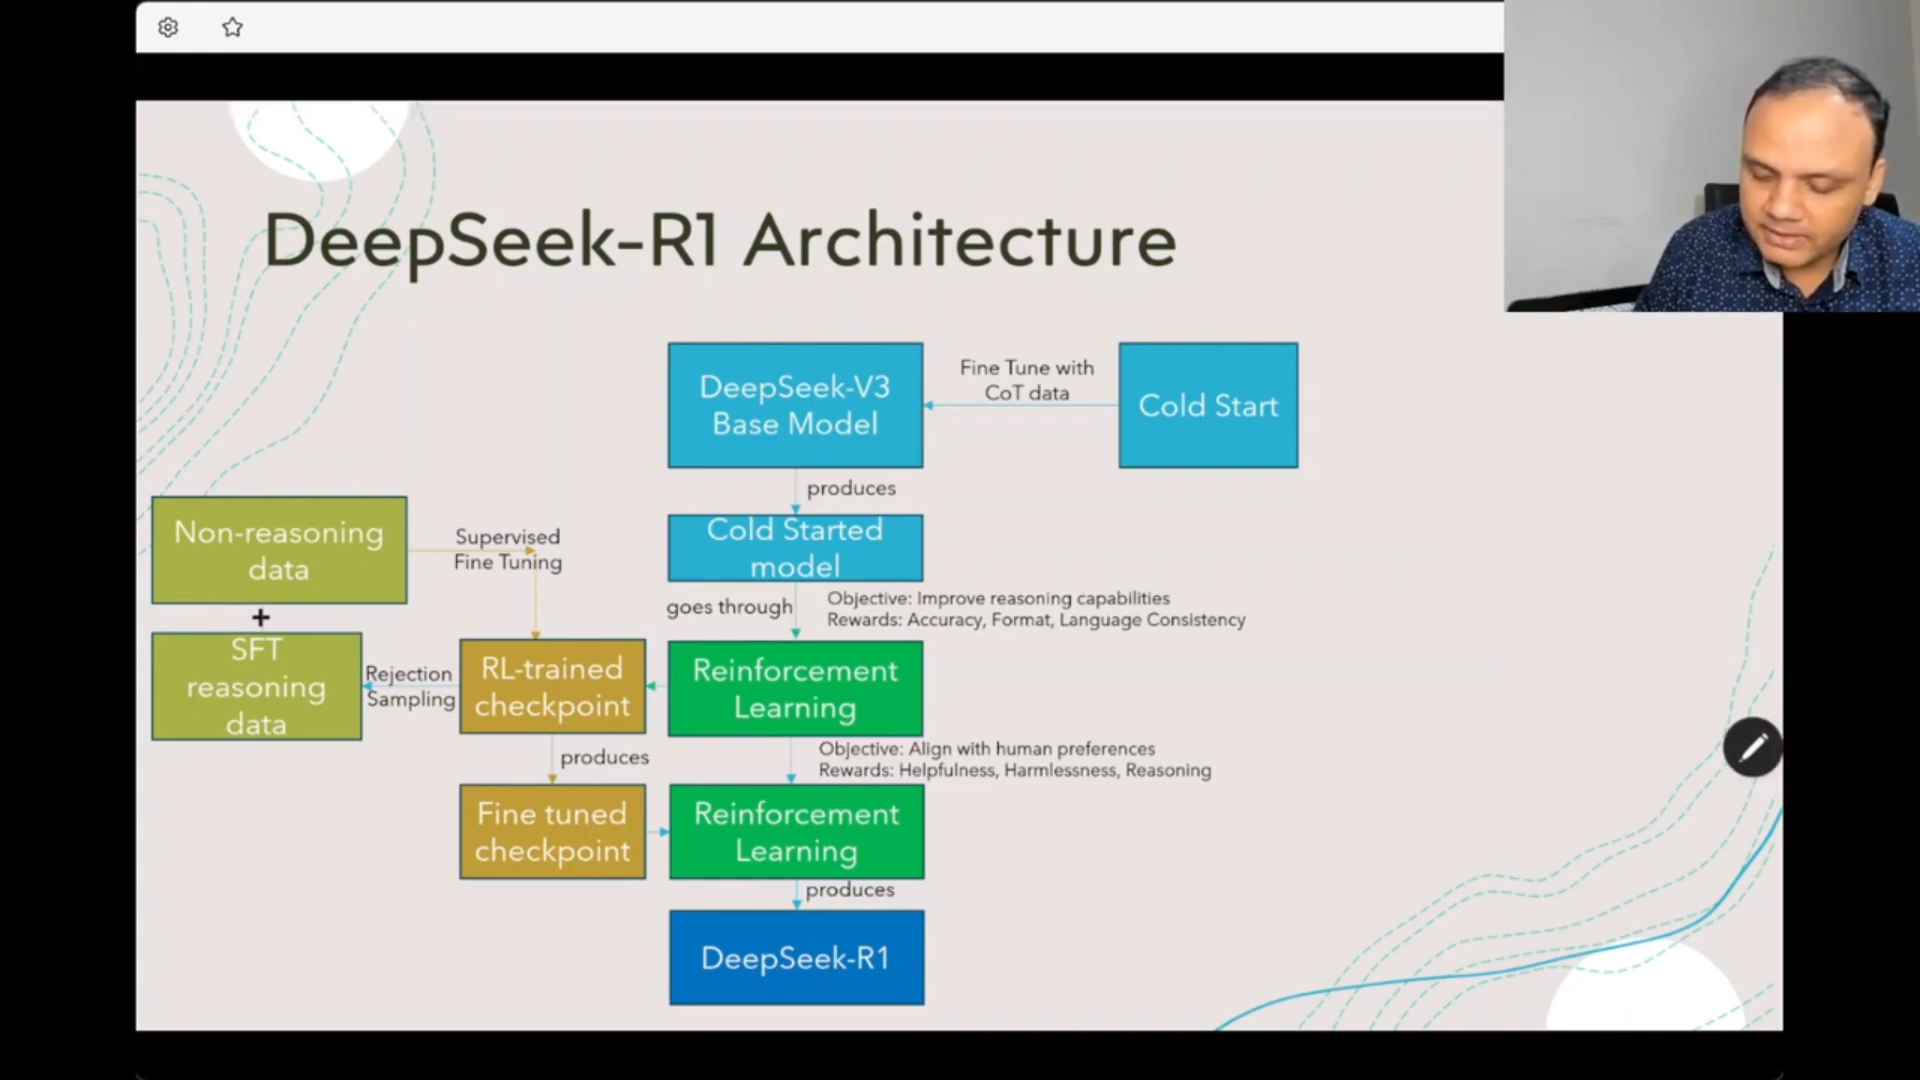 DeepSeek-R1 Architecture
DeepSeek-V3
Base Model
Fine Tune with
CoT data
Cold Start
produces
Cold Started
model
Non-reasoning
data
Supervised
Fine Tuning
goes through
Objective: Improve reasoning capabilities
Rewards: Accuracy, Format, Language Consistency
+
SFT
reasoning
data
Rejection
Sampling
RL-trained
checkpoint
Reinforcement
Learning
produces
Objective: Align with human preferences
Rewards: Helpfulness, Harmlessness, Reasoning
Fine tuned
checkpoint
Reinforcement
Learning
produces
DeepSeek-R1